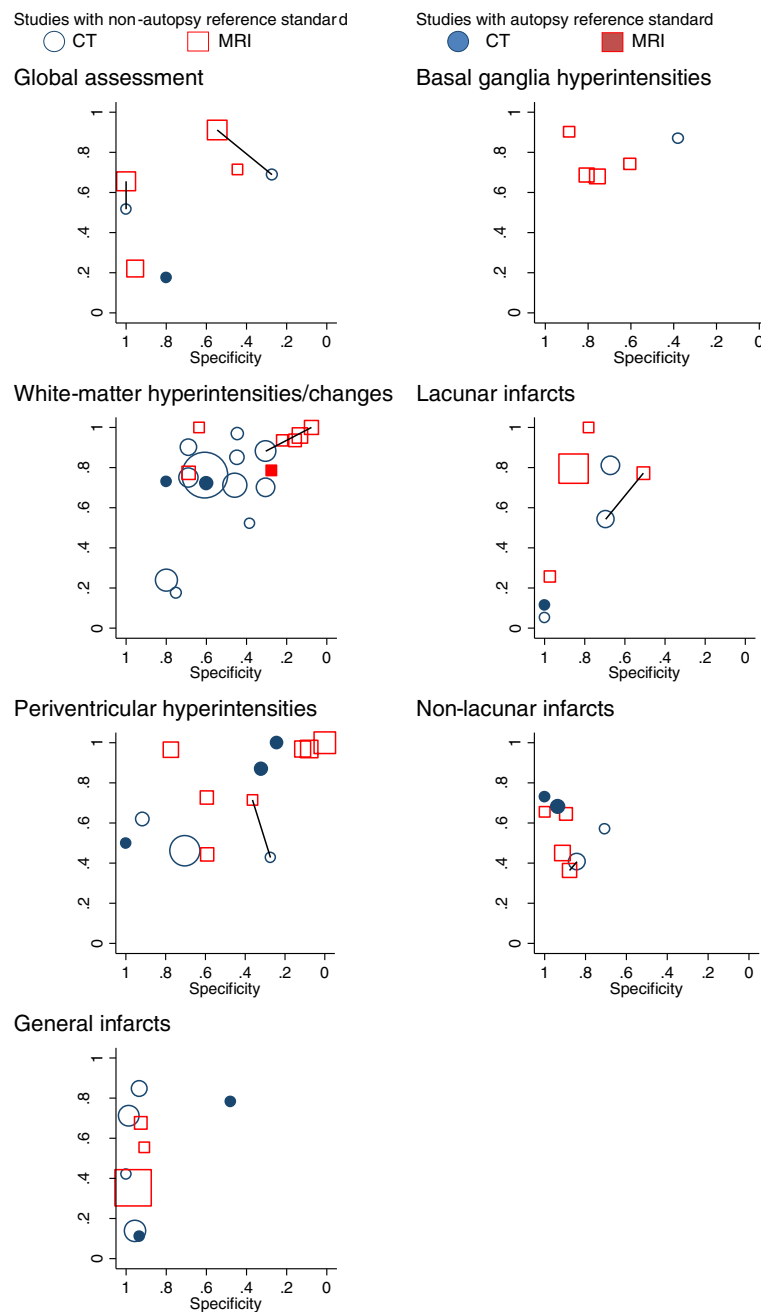 Studies with non-autopsy reference standard
Studies with autopsy reference standard
CT
MRI
CT
MRI
Global assessment
Basal ganglia hyperintensities
1
.8
.6
.4
.2
0
1 .8 .6 .4 .2 0
Specificity
1
.8
.6
.4
.2
0
1 .8 .6 .4 .2 0
Specificity
White-matter hyperintensities/changes
Lacunar infarcts
1
.8
.6
.4
.2
0
1 .8 .6 .4 .2 0
Specificity
1
.8
.6
.4
.2
0
1 .8 .6 .4 .2 0
Specificity
Periventricular hyperintensities
Non-lacunar infarcts
1
.8
.6
.4
.2
0
1 .8 .6 .4 .2 0
Specificity
1
.8
.6
.4
.2
0
1 .8 .6 .4 .2 0
Specificity
General infarcts
1
.8
.6
.4
.2
0
1 .8 .6 .4 .2 0
Specificity